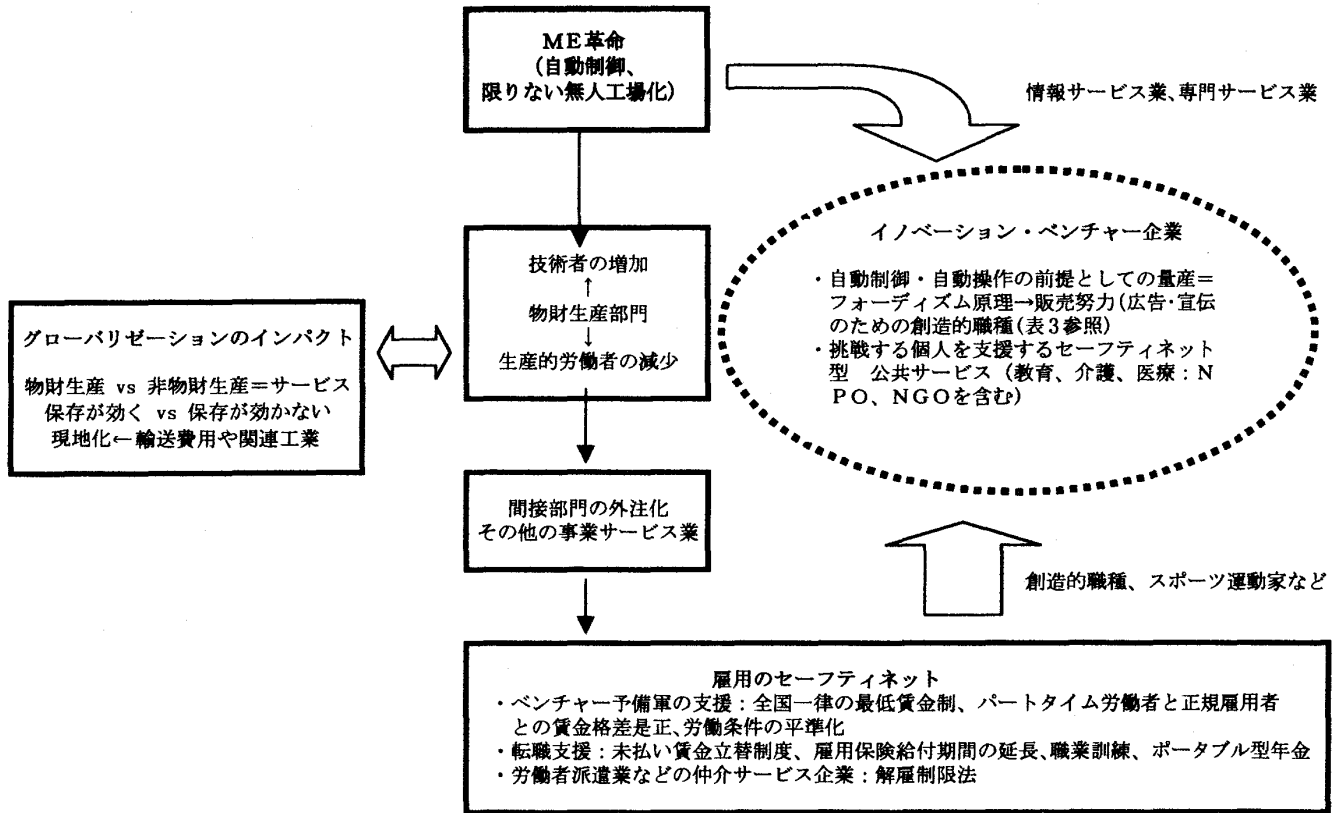 ME革命
(自動制御、
限りない無人工場化)
情報サービス業、専門サービス業
技術者の増加
↑
物財生産部門
↓
生産的労働者の減少
イノベーション・ベンチャー企業
・自動制御・自動操作の前提としての量産=
フォーディズム原理→販売努力(広告・宣伝
のための創造的職種(表3参照)
・挑戦する個人を支援するセーフティネット
型 公共サービス (教育、介護、医療:N
PO、NGOを含む)
グローバリゼーションのインパクト
物財生産 vs 非物財生産=サービス
保存が効く vs 保存が効かない
現地化←輸送費用や関連工業
間接部門の外注化
その他の事業サービス業
創造的職種、スポーツ運動家など
雇用のセーフティネット
・ベンチャー予備軍の支援:全国一律の最低賃金制、パートタイム労働者と正規雇用者
との賃金格差是正、労働条件の平準化
・転職支援:未払い賃金立替制度、雇用保険給付期間の延長、職業訓練、ポータブル型年金
・労働者派遣業などの仲介サービス企業:解雇制限法